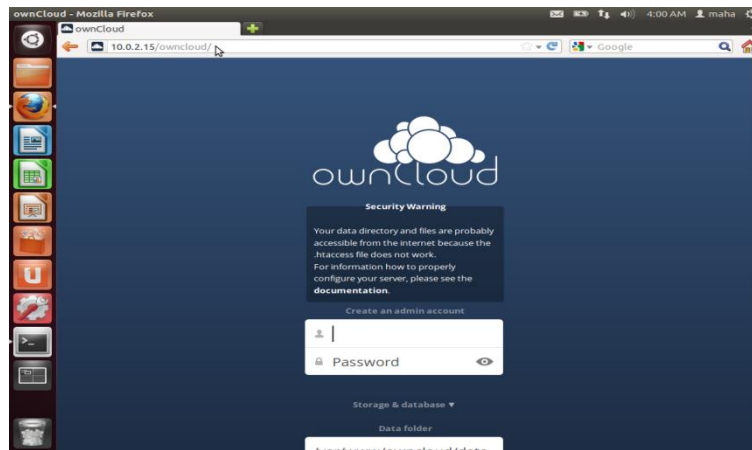 ownCloud - Mozilla Firefox
4:00 AM maha
ownCloud
10.0.2.15/owncloud/
Google
ownCloud
Security Warning
Your data directory and files are probably
accessible from the internet because the
.htaccess file does not work.
For information how to properly
configure your server, please see the
documentation.
Create an admin account
Password
Storage & database ▼
Data folder